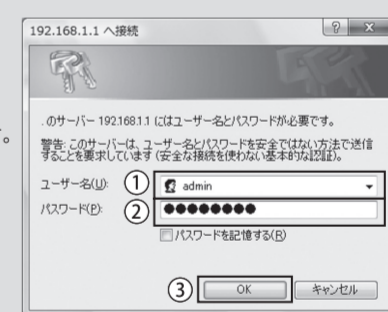 192.168.1.1 へ接続
。
.のサーバー 192.168.1.1 にはユーザー名とパスワードが必要です。
警告: このサーバーは、ユーザー名とパスワードを安全ではない方法で送信
することを要求しています (安全な接続を使わない基本的な認証)。
ユーザー名(U): ① admin
パスワード(P): ② ●●●●●●●●
パスワードを記憶する(R)
③ OK キャンセル